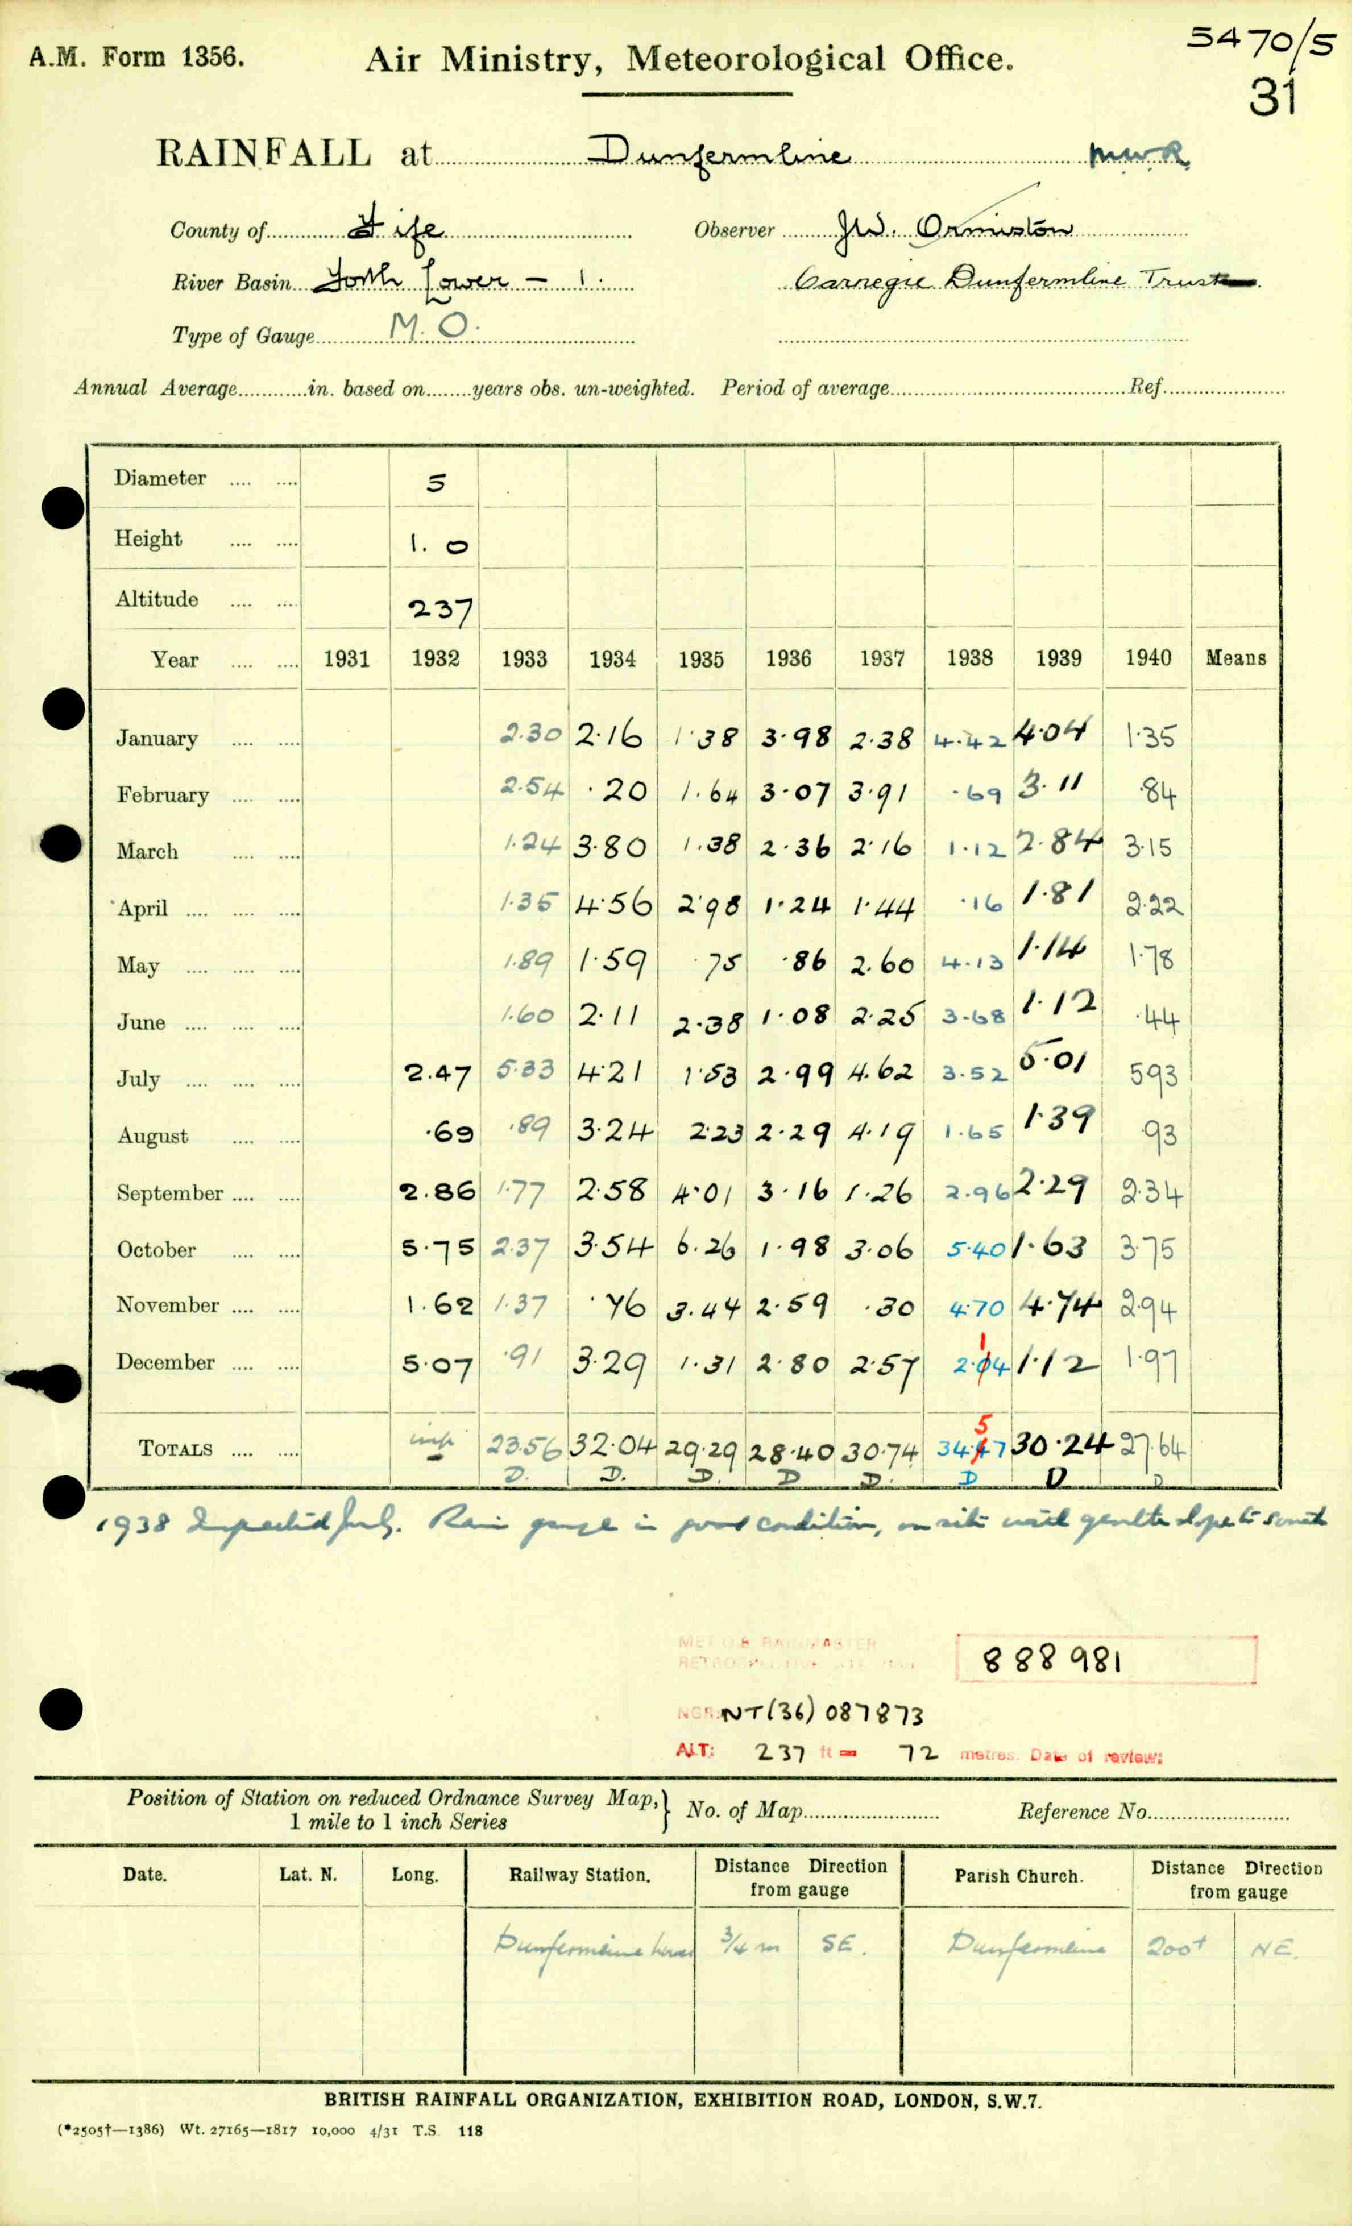 A.M. Form 1356.
Air Ministry, Meteorological Office.
5470/5
31
RAINFALL at Dunfermline M.W.R.
County of Fife Observer J.W. Ormiston
River Basin Forth Lower - 1. Carnegie Dunfermline Trust
Type of Gauge M.O.
Annual Average in. based on years obs. un-weighted. Period of average Ref.
Diameter 5
Height 1.0
Altitude 237
Year 1931 1932 1933 1934 1935 1936 1937 1938 1939 1940 Means
January 2.30 2.16 1.38 3.98 2.38 4.42 4.04 1.35
February 2.54 .20 1.64 3.07 3.91 .69 3.11 .84
March 1.24 3.80 1.38 2.36 2.16 1.12 2.84 3.15
April 1.35 4.56 2.98 1.24 1.44 .16 1.81 2.22
May 1.89 1.59 .75 .86 2.60 4.13 1.14 1.78
June 1.60 2.11 2.38 1.08 2.25 3.68 1.12 .44
July 2.47 5.33 4.21 1.53 2.99 4.62 3.52 5.01 5.93
August .69 .89 3.24 2.23 2.29 4.19 1.65 1.39 .93
September 2.86 1.77 2.58 4.01 3.16 1.26 2.96 2.29 2.34
October 5.75 2.37 3.54 6.26 1.98 3.06 5.40 1.63 3.75
November 1.62 1.37 .76 3.44 2.59 .30 4.70 4.74 2.94
1
December 5.07 .91 3.29 1.31 2.80 2.57 2.04 1.12 1.97
5
TOTALS imp 23.56 32.04 29.29 28.40 30.74 34.47 30.24 27.64
D. D. D. D D. D D D
1938 Inspected July. Rain gauge in good condition, on site with gentle slope to south
MET O.8 RAINMASTER
RETROSPECTIVE
888981
NGR: NT(36) 087873
ALT: 237 ft = 72 metres. Date of review:
Position of Station on reduced Ordnance Survey Map, } No. of Map Reference No.
1 mile to 1 inch Series
Date. Lat. N. Long. Railway Station. Distance Direction from gauge Parish Church. Distance Direction from gauge
Dunfermline Lower 3/4 m SE. Dunfermline 200+ NE.
BRITISH RAINFALL ORGANIZATION, EXHIBITION ROAD, LONDON, S.W.7.
(*2505†—1386) Wt. 27165—1817 10,000 4/31 T.S. 118